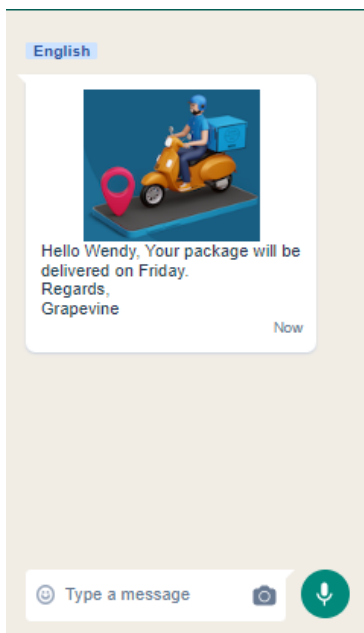 English
Hello Wendy, Your package will be
delivered on Friday.
Regards,
Grapevine
Now
Type a message